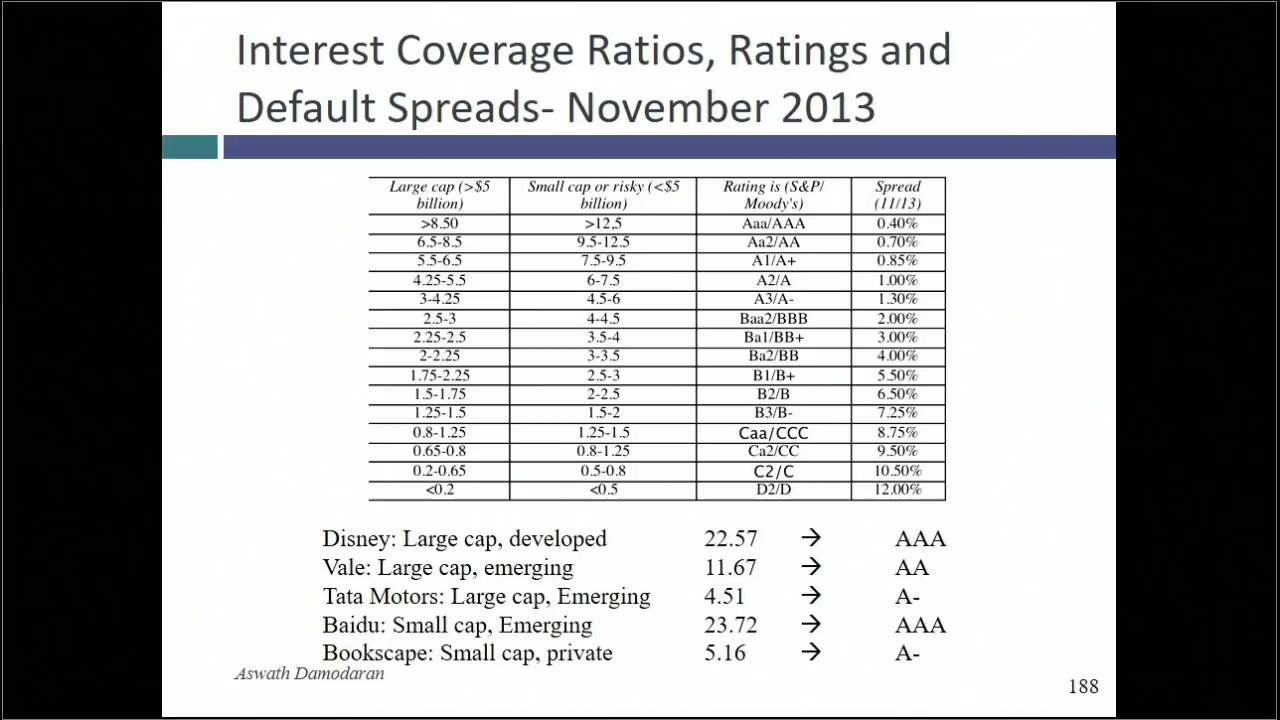 Interest Coverage Ratios, Ratings and
Default Spreads- November 2013
Large cap (>$5 billion) Small cap or risky (<$5 billion) Rating is (S&P/ Moody's) Spread (11/13)
>8.50 >12.5 Aaa/AAA 0.40%
6.5-8.5 9.5-12.5 Aa2/AA 0.70%
5.5-6.5 7.5-9.5 A1/A+ 0.85%
4.25-5.5 6-7.5 A2/A 1.00%
3-4.25 4.5-6 A3/A- 1.30%
2.5-3 4-4.5 Baa2/BBB 2.00%
2.25-2.5 3.5-4 Ba1/BB+ 3.00%
2-2.25 3-3.5 Ba2/BB 4.00%
1.75-2.25 2.5-3 B1/B+ 5.50%
1.5-1.75 2-2.5 B2/B 6.50%
1.25-1.5 1.5-2 B3/B- 7.25%
0.8-1.25 1.25-1.5 Caa/CCC 8.75%
0.65-0.8 0.8-1.25 Ca2/CC 9.50%
0.2-0.65 0.5-0.8 C2/C 10.50%
<0.2 <0.5 D2/D 12.00%
Disney: Large cap, developed 22.57 → AAA
Vale: Large cap, emerging 11.67 → AA
Tata Motors: Large cap, Emerging 4.51 → A-
Baidu: Small cap, Emerging 23.72 → AAA
Bookscape: Small cap, private 5.16 → A-
Aswath Damodaran
188